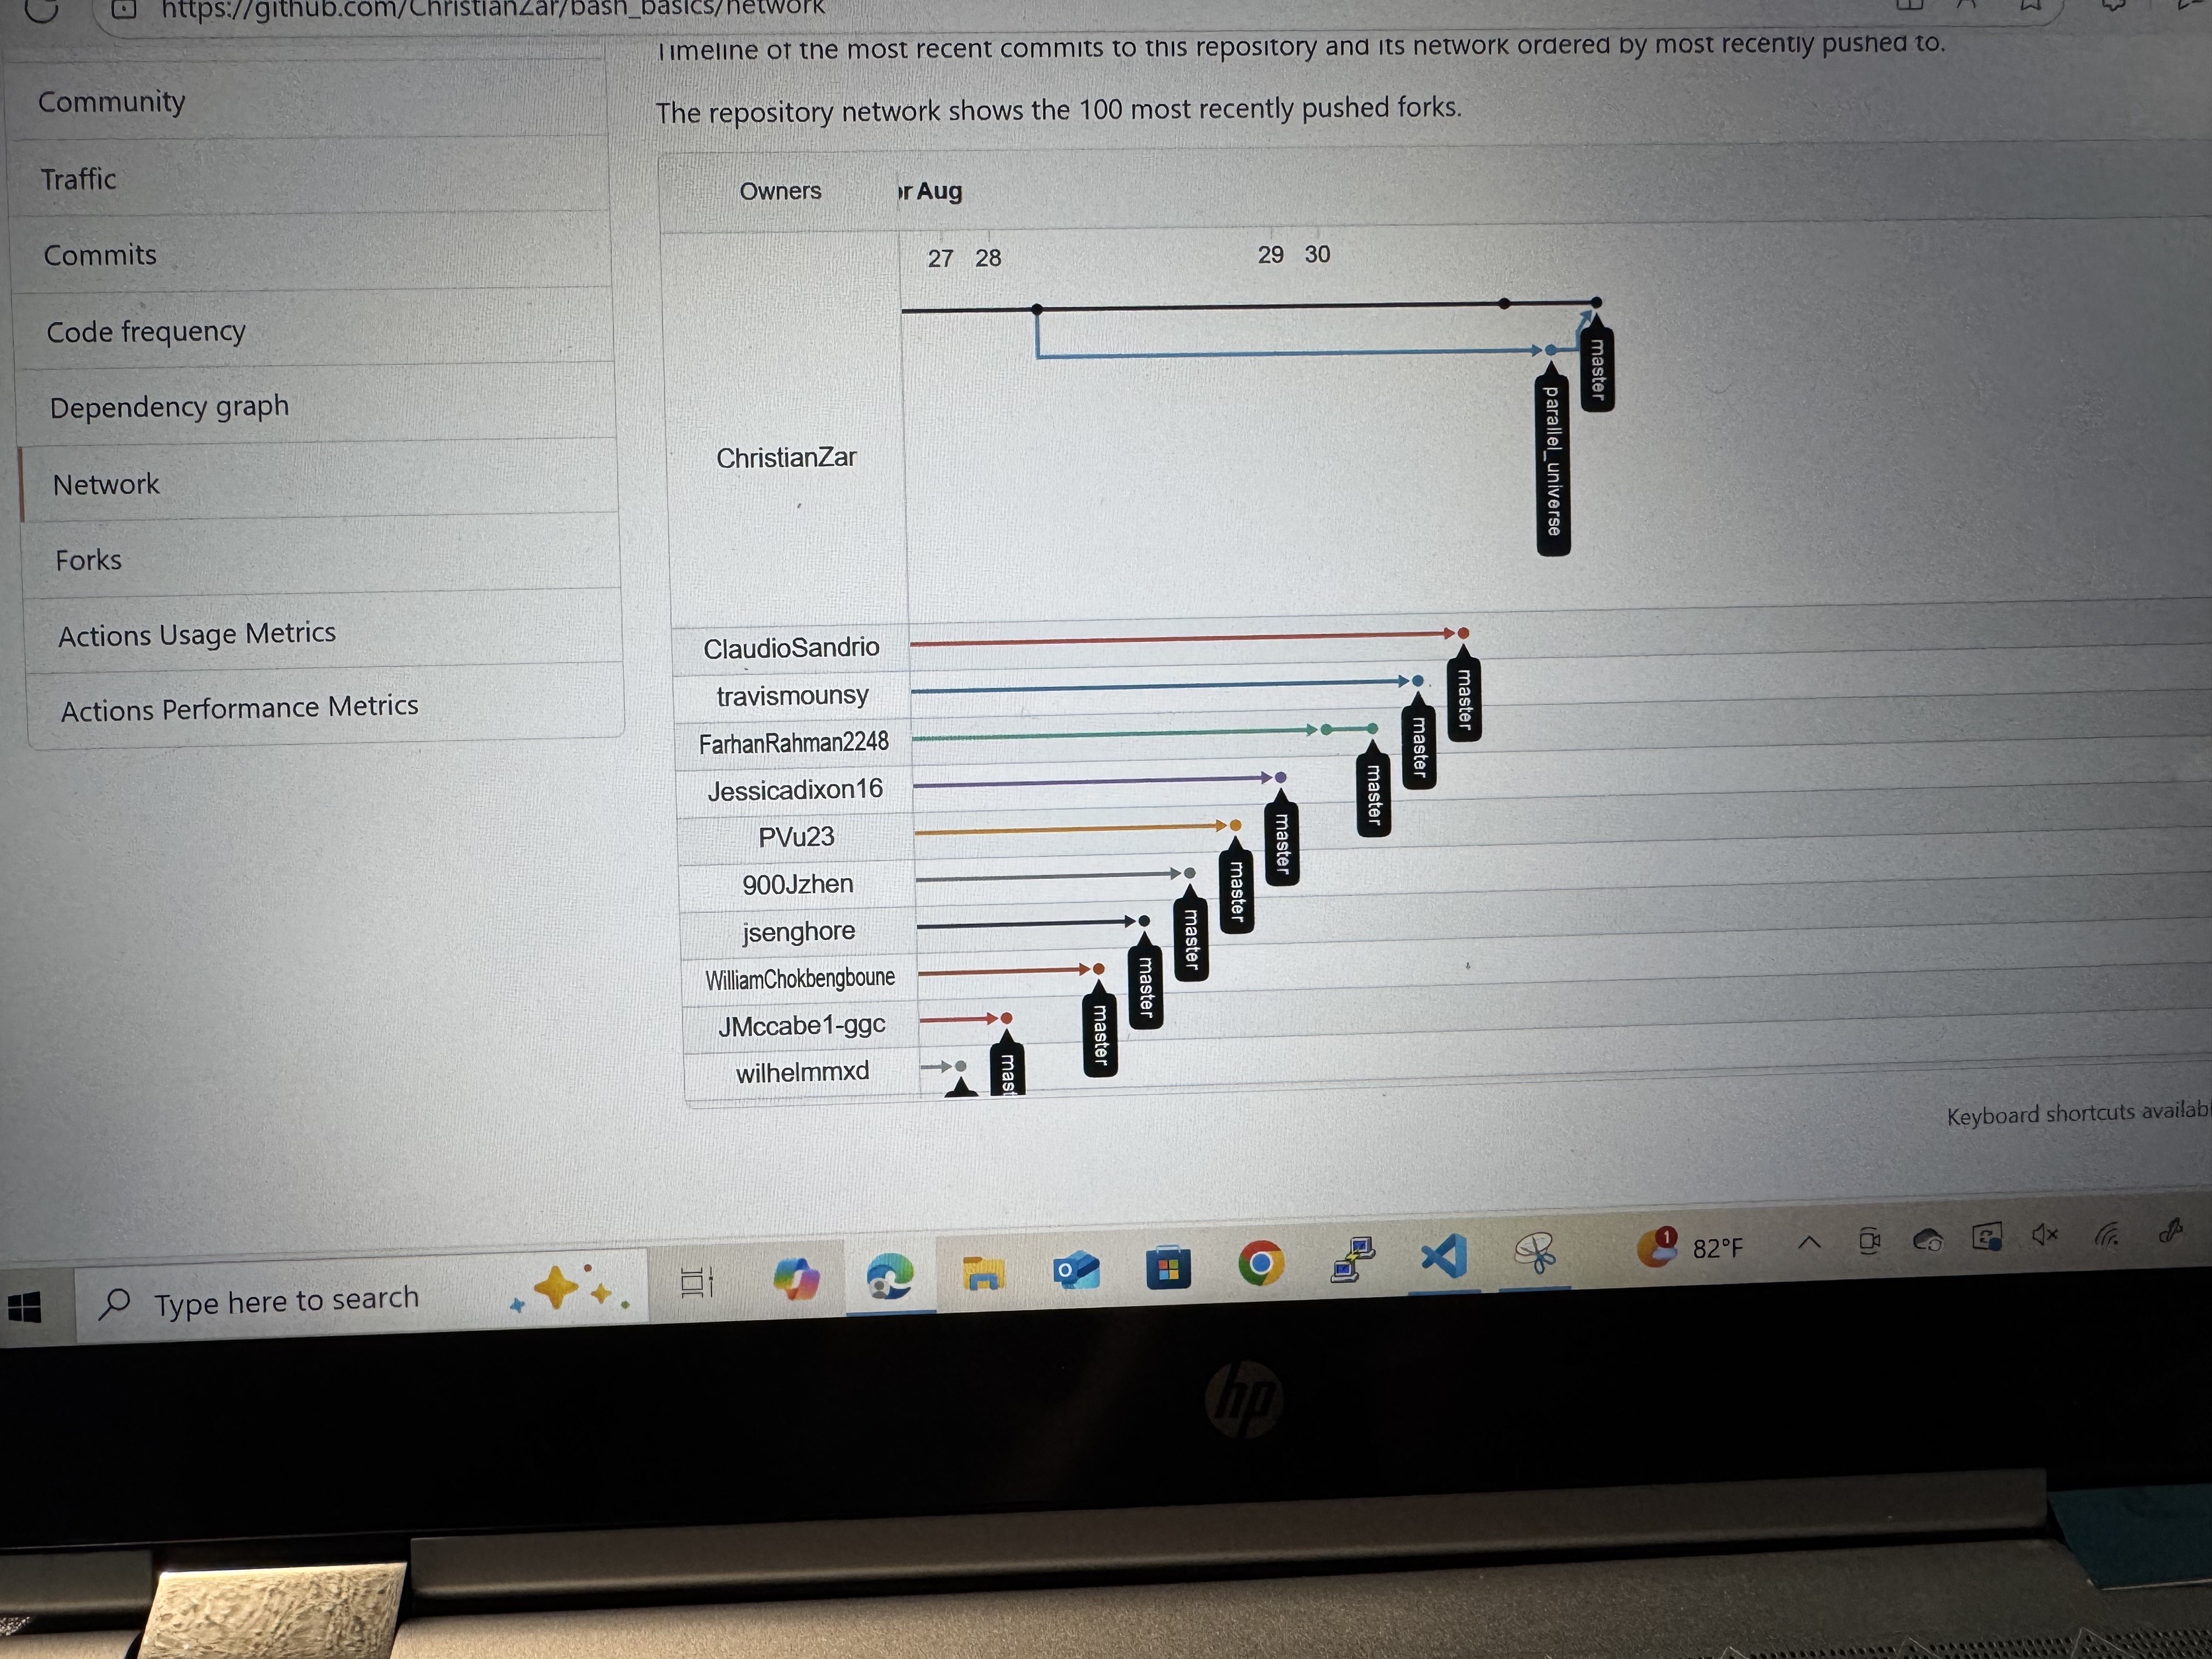 https://github.com/ChristianZar/bash_basics/network
Timeline of the most recent commits to this repository and its network ordered by most recently pushed to.
The repository network shows the 100 most recently pushed forks.
Community
Traffic
Commits
Code frequency
Dependency graph
Network
Forks
Actions Usage Metrics
Actions Performance Metrics
Owners
r Aug
27 28 29 30
master
parallel_universe
ChristianZar
ClaudioSandrio
master
travismounsy
master
FarhanRahman2248
master
Jessicadixon16
master
PVu23
master
900Jzhen
master
jsenghore
master
WilliamChokbengboune
master
JMccabe1-ggc
mast
wilhelmmxd
Keyboard shortcuts availabl
Type here to search
1
82°F
hp